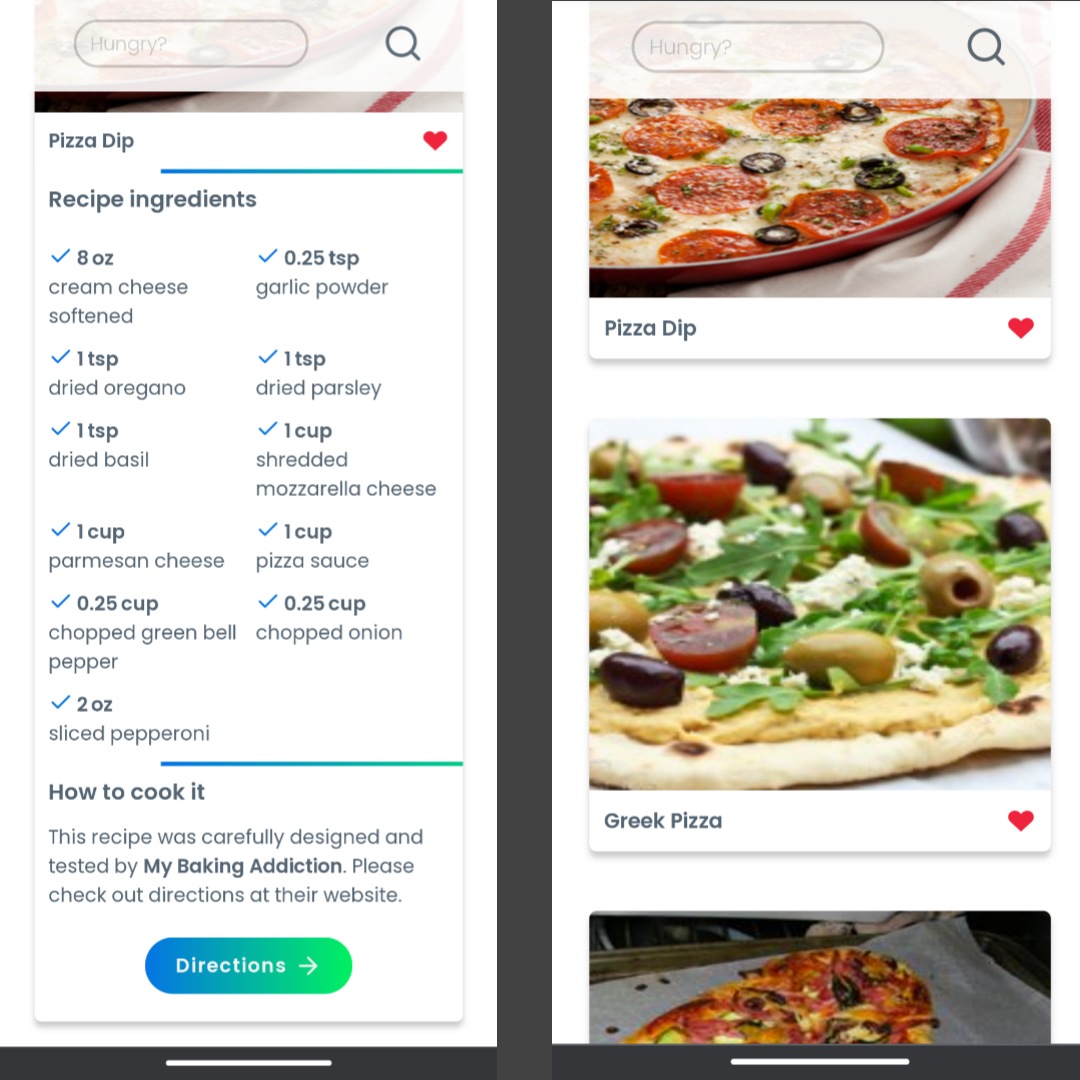 Hungry?
Pizza Dip
Recipe ingredients
8 oz
cream cheese
softened
0.25 tsp
garlic powder
1 tsp
dried oregano
1 tsp
dried parsley
1 tsp
dried basil
1 cup
shredded
mozzarella cheese
1 cup
parmesan cheese
1 cup
pizza sauce
0.25 cup
chopped green bell
pepper
0.25 cup
chopped onion
2 oz
sliced pepperoni
How to cook it
This recipe was carefully designed and
tested by My Baking Addiction. Please
check out directions at their website.
Directions
Hungry?
Pizza Dip
Greek Pizza